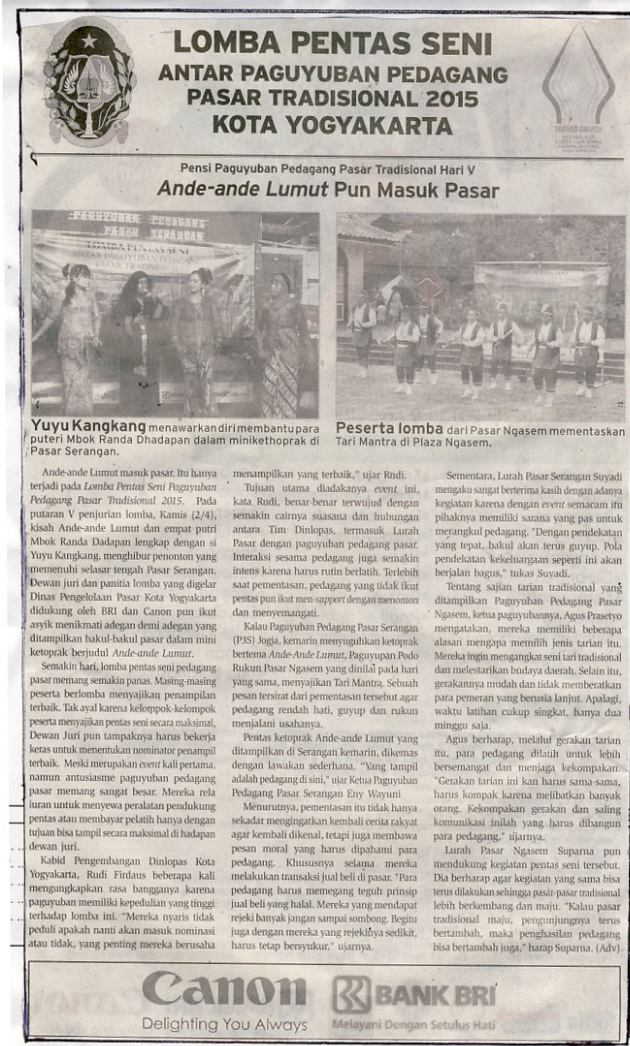 LOMBA PENTAS SENI
ANTAR PAGUYUBAN PEDAGANG
PASAR TRADISIONAL 2015
KOTA YOGYAKARTA
Pensi Paguyuban Pedagang Pasar Tradisional Hari V
Ande-ande Lumut Pun Masuk Pasar
LOMBA PENTAS SENI
ANTAR PAGUYUBAN PEDAGANG
PASAR TRADISIONAL
Yuyu Kangkang menawarkan diri membantu para
puteri Mbok Randa Dhadapan dalam minikethoprak di
Pasar Serangan.
Peserta lomba dari Pasar Ngasem mementaskan
Tari Mantra di Plaza Ngasem.
Ande-ande Lumut masuk pasar. Itu hanya
terjadi pada Lomba Pentas Seni Paguyuban
Pedagang Pasar Tradisional 2015. Pada
putaran V penjurian lomba, Kamis (2/4),
kisah Ande-ande Lumut dan empat putri
Mbok Randa Dadapan lengkap dengan si
Yuyu Kangkang, menghibur penonton yang
memenuhi selasar tengah Pasar Serangan.
Dewan juri dan panitia lomba yang digelar
Dinas Pengelolaan Pasar Kota Yogyakarta
didukung oleh BRI dan Canon pun ikut
asyik menikmati adegan demi adegan yang
ditampilkan bakul-bakul pasar dalam mini
ketoprak berjudul Ande-ande Lumut.
Semakin hari, lomba pentas seni pedagang
pasar memang semakin panas. Masing-masing
peserta berlomba menyajikan penampilan
terbaik. Tak ayal karena kelompok-kelompok
peserta menyajikan pentas seni secara maksimal,
Dewan Juri pun tampaknya harus bekerja
keras untuk menentukan nominator penampil
terbaik. Meski merupakan event kali pertama,
namun antusiasme paguyuban pedagang
pasar memang sangat besar. Mereka rela
iuran untuk menyewa peralatan pendukung
pentas atau membayar pelatih hanya dengan
tujuan bisa tampil secara maksimal di hadapan
dewan juri.
Kabid Pengembangan Dinlopas Kota
Yogyakarta, Rudi Firdaus beberapa kali
mengungkapkan rasa bangganya karena
paguyuban memiliki kepedulian yang tinggi
terhadap lomba ini. "Mereka nyaris tidak
peduli apakah nanti akan masuk nominasi
atau tidak, yang penting mereka berusaha
menampilkan yang terbaik," ujar Rudi.
Tujuan utama diadakanya event ini,
kata Rudi, benar-benar terwujud dengan
semakin cairnya suasana dan hubungan
antara Tim Dinlopas, termasuk Lurah
Pasar dengan paguyuban pedagang pasar.
Interaksi sesama pedagang juga semakin
intens karena harus rutin berlatih. Terlebih
saat pementasan, pedagang yang tidak ikut
pentas pun ikut men-support dengan menonton
dan menyemangati.
Kalau Paguyuban Pedagang Pasar Serangan
(P3S) Jogja, kemarin menyuguhkan ketoprak
bertema Ande-Ande Lumut, Paguyupan Podo
Rukun Pasar Ngasem yang dinilai pada hari
yang sama, menyajikan Tari Mantra. Sebuah
pesan tersirat dari pementasan tersebut agar
pedagang rendah hati, guyup dan rukun
menjalani usahanya.
Pentas ketoprak Ande-ande Lumut yang
ditampilkan di Serangan kemarin, dikemas
dengan lawakan sederhana. "Yang tampil
adalah pedagang di sini," ujar Ketua Paguyuban
Pedagang Pasar Serangan Eny Wayuni
Menurutnya, pementasan itu tidak hanya
sekadar mengingatkan kembali cerita rakyat
agar kembali dikenal, tetapi juga membawa
pesan moral yang harus dipahami para
pedagang. Khususnya selama mereka
melakukan transaksi jual beli di pasar. "Para
pedagang harus memegang teguh prinsip
jual beli yang halal. Mereka yang mendapat
rejeki banyak jangan sampai sombong. Begitu
juga dengan mereka yang rejekinya sedikit,
harus tetap bersyukur," ujarnya.
Sementara, Lurah Pasar Serangan Suyadi
mengaku sangat berterima kasih dengan adanya
kegiatan karena dengan event semacam itu
pihaknya memiliki sarana yang pas untuk
merangkul pedagang. "Dengan pendekatan
yang tepat, bakul akan terus guyup. Pola
pendekatan kekeluargaan seperti ini akan
berjalan bagus," tukas Suyadi.
Tentang sajian tarian tradisional yang
ditampilkan Paguyuban Pedagang Pasar
Ngasem, ketua paguyubannya, Agus Prasetyo
mengatakan, mereka memiliki beberapa
alasan mengapa memilih jenis tarian itu.
Mereka ingin mengangkat seni tari tradisional
dan melestarikan budaya daerah. Selain itu,
gerakannya mudah dan tidak memberatkan
para pemeran yang berusia lanjut. Apalagi,
waktu latihan cukup singkat, hanya dua
minggu saja.
Agus berharap, melalui gerakan tarian
itu, para pedagang dilatih untuk lebih
bersemangat dan menjaga kekompakan.
"Gerakan tarian ini kan harus sama-sama,
harus kompak karena melibatkan banyak
orang. Kekompakan gerakan dan saling
komunikasi inilah yang harus dibangun
para pedagang," ujarnya.
Lurah Pasar Ngasem Suparna pun
mendukung kegiatan pentas seni tersebut.
Dia berharap agar kegiatan yang sama bisa
terus dilakukan sehingga pasar-pasar tradisional
lebih berkembang dan maju. "Kalau pasar
tradisional maju, pengunjungnya terus
bertambah, maka penghasilan pedagang
bisa bertambah juga," harap Suparna. (Adv)
Canon
Delighting You Always
BANK BRI
Melayani Dengan Setulus Hati